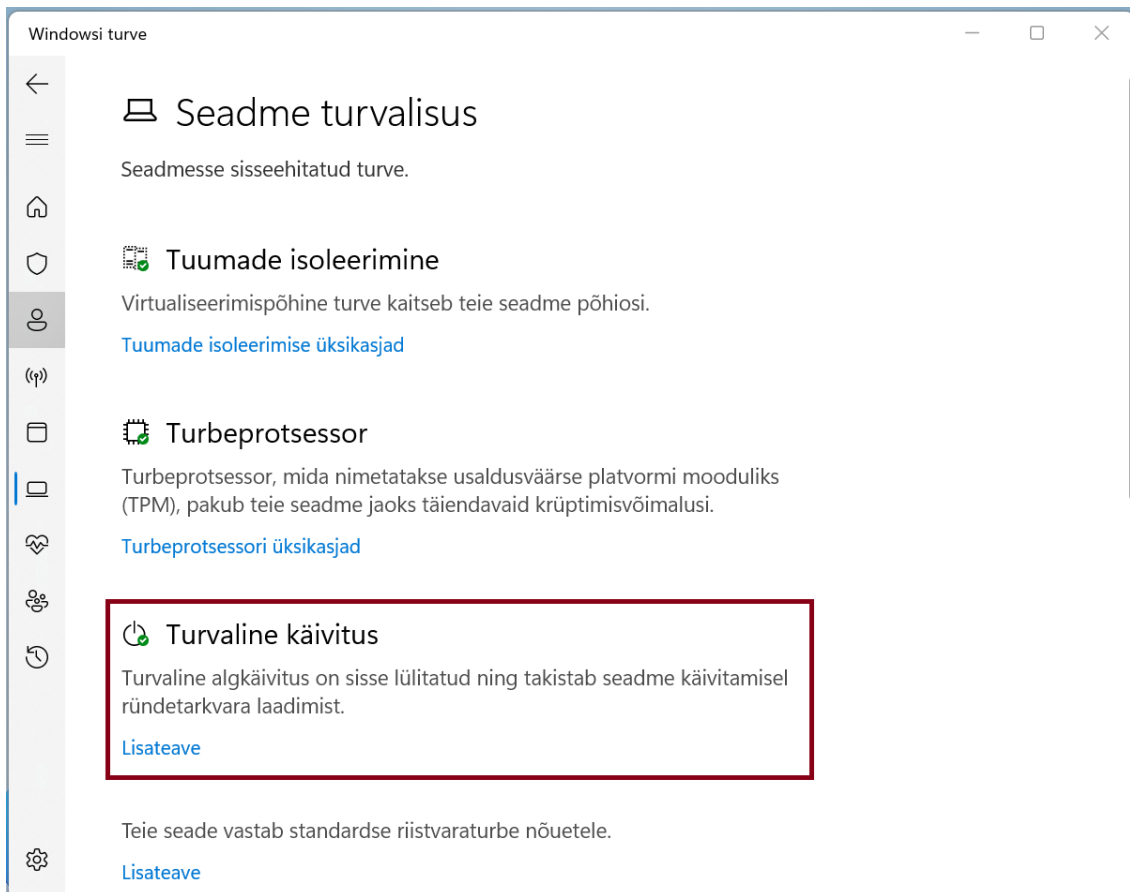 Windowsi turve
Seadme turvalisus
Seadmesse sisseehitatud turve.
Tuumade isoleerimine
Virtualiseerimispõhine turve kaitseb teie seadme põhiosi.
Tuumade isoleerimise üksikasjad
Turbeprotsessor
Turbeprotsessor, mida nimetatakse usaldusväärse platvormi mooduliks
(TPM), pakub teie seadme jaoks täiendavaid krüptimisvõimalusi.
Turbeprotsessori üksikasjad
Turvaline käivitus
Turvaline algkäivitus on sisse lülitatud ning takistab seadme käivitamisel
ründetarkvara laadimist.
Lisateave
Teie seade vastab standardse riistvaraturbe nõuetele.
Lisateave